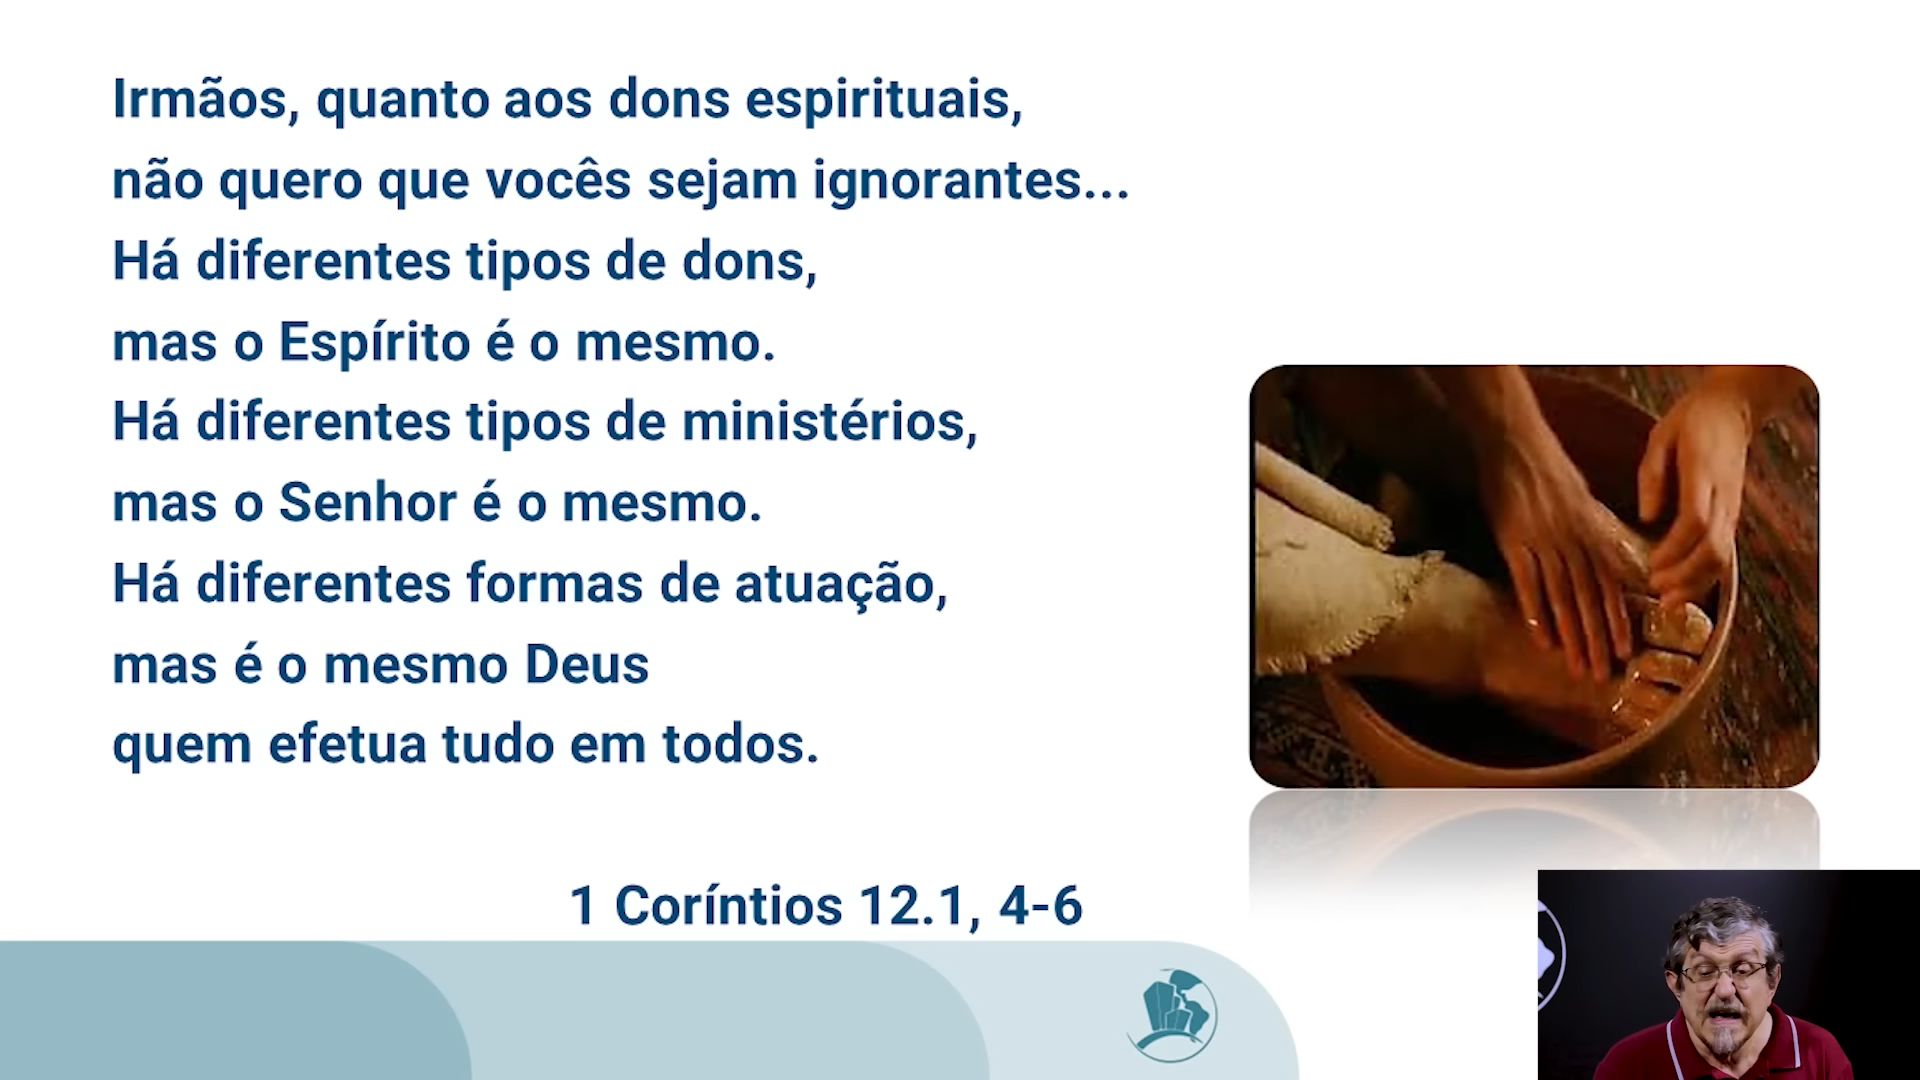 Irmãos, quanto aos dons espirituais,
não quero que vocês sejam ignorantes...
Há diferentes tipos de dons,
mas o Espírito é o mesmo.
Há diferentes tipos de ministérios,
mas o Senhor é o mesmo.
Há diferentes formas de atuação,
mas é o mesmo Deus
quem efetua tudo em todos.
1 Coríntios 12.1, 4-6